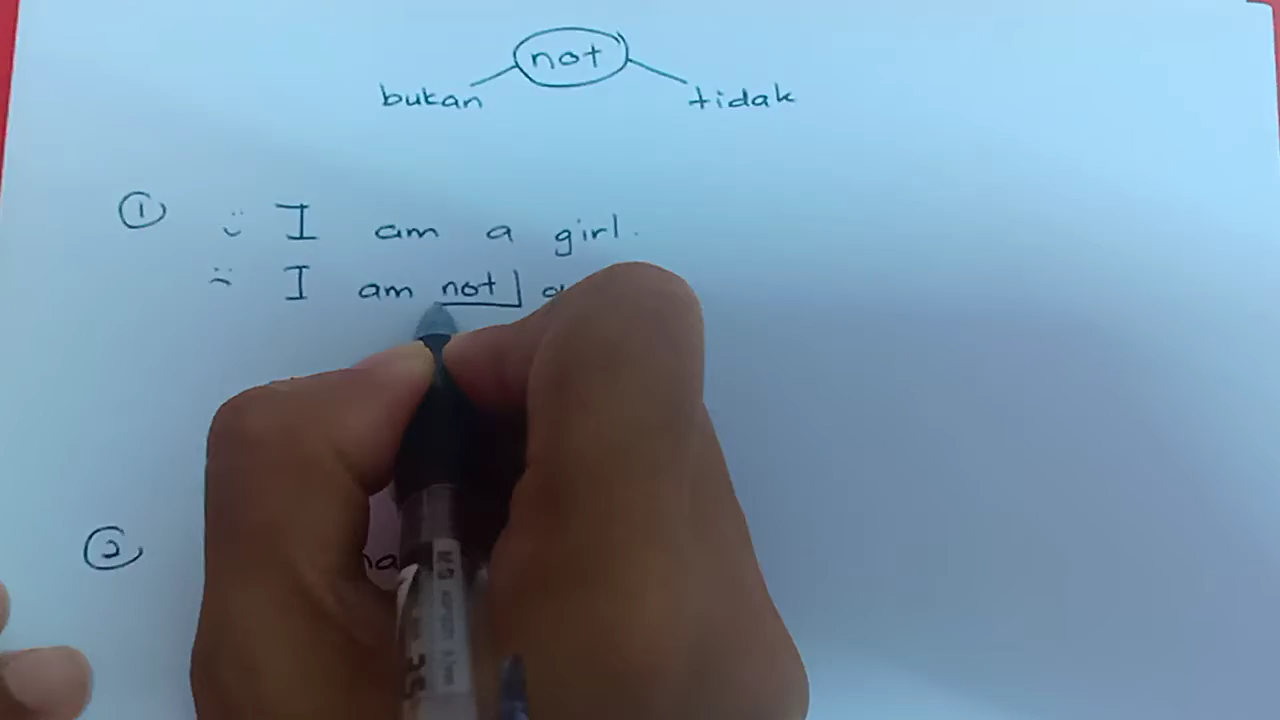 not
bukan tidak
① I am a girl.
I am not
②